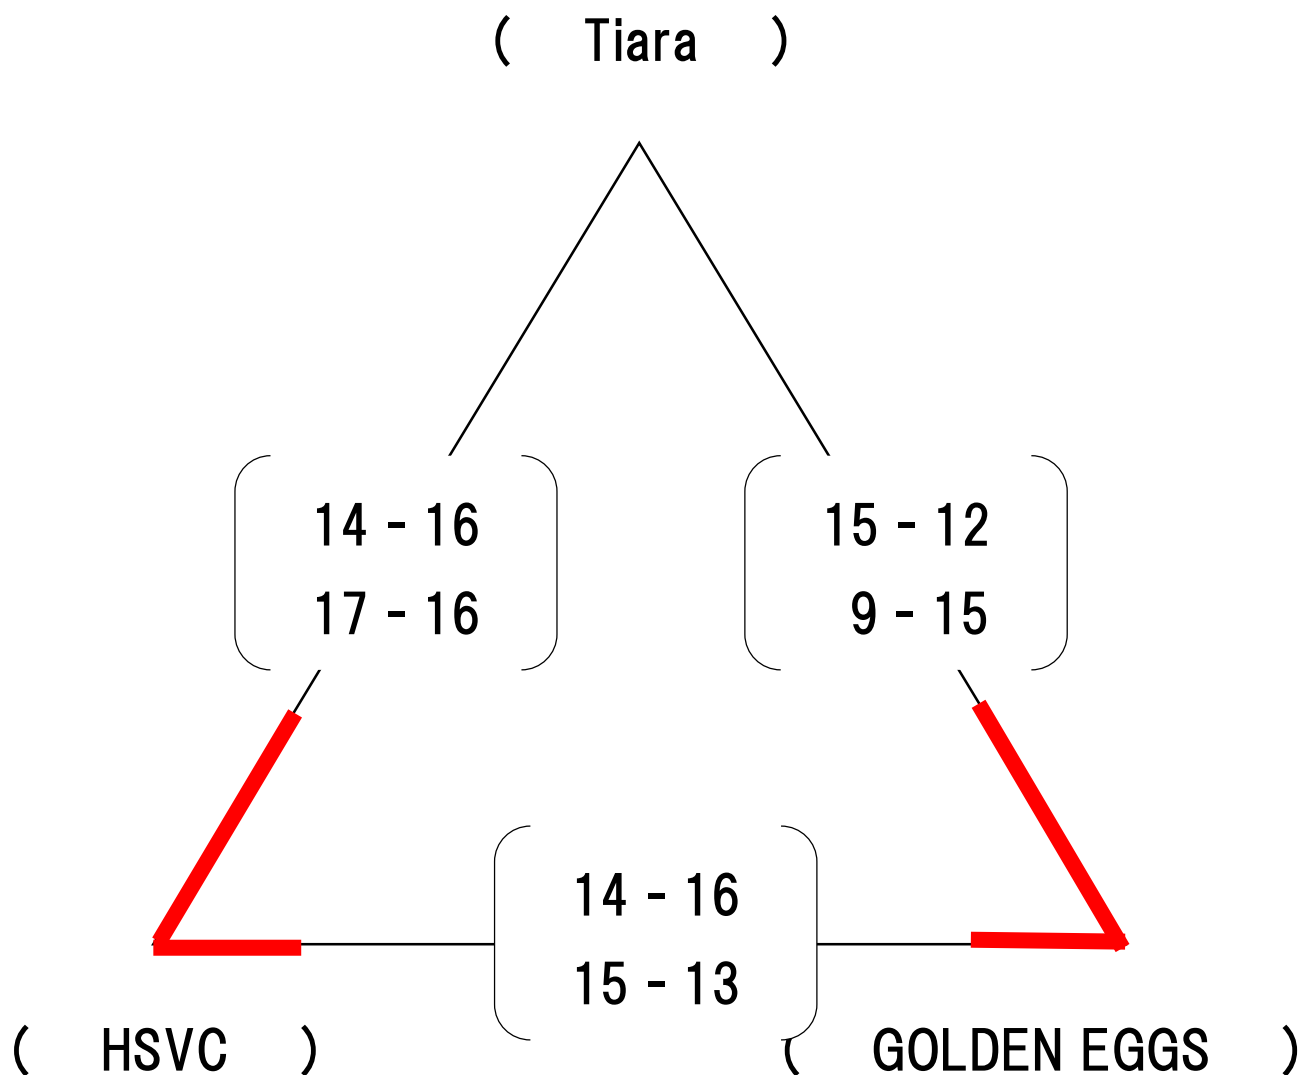 ( Tiara )
14 - 16
17 - 16
15 - 12
9 - 15
14 - 16
15 - 13
( HSVC )
( GOLDEN EGGS )